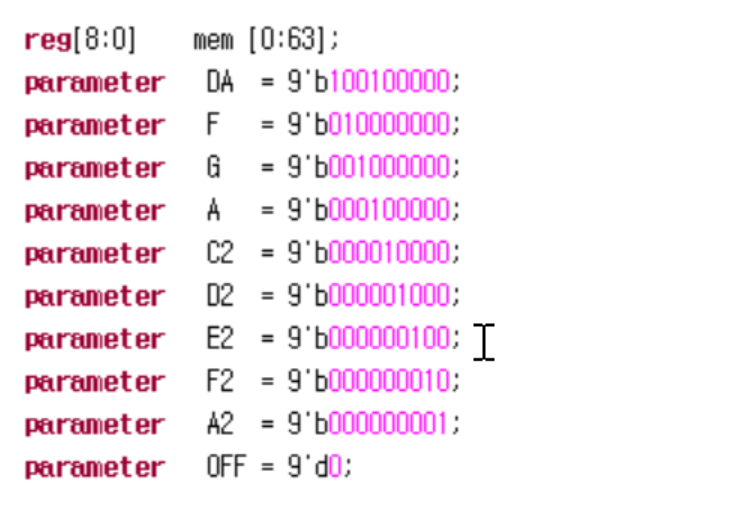 reg[8:0] mem [0:63];
parameter DA = 9'b100100000;
parameter F = 9'b010000000;
parameter G = 9'b001000000;
parameter A = 9'b000100000;
parameter C2 = 9'b000010000;
parameter D2 = 9'b000001000;
parameter E2 = 9'b000000100;
parameter F2 = 9'b000000010;
parameter A2 = 9'b000000001;
parameter OFF = 9'd0;